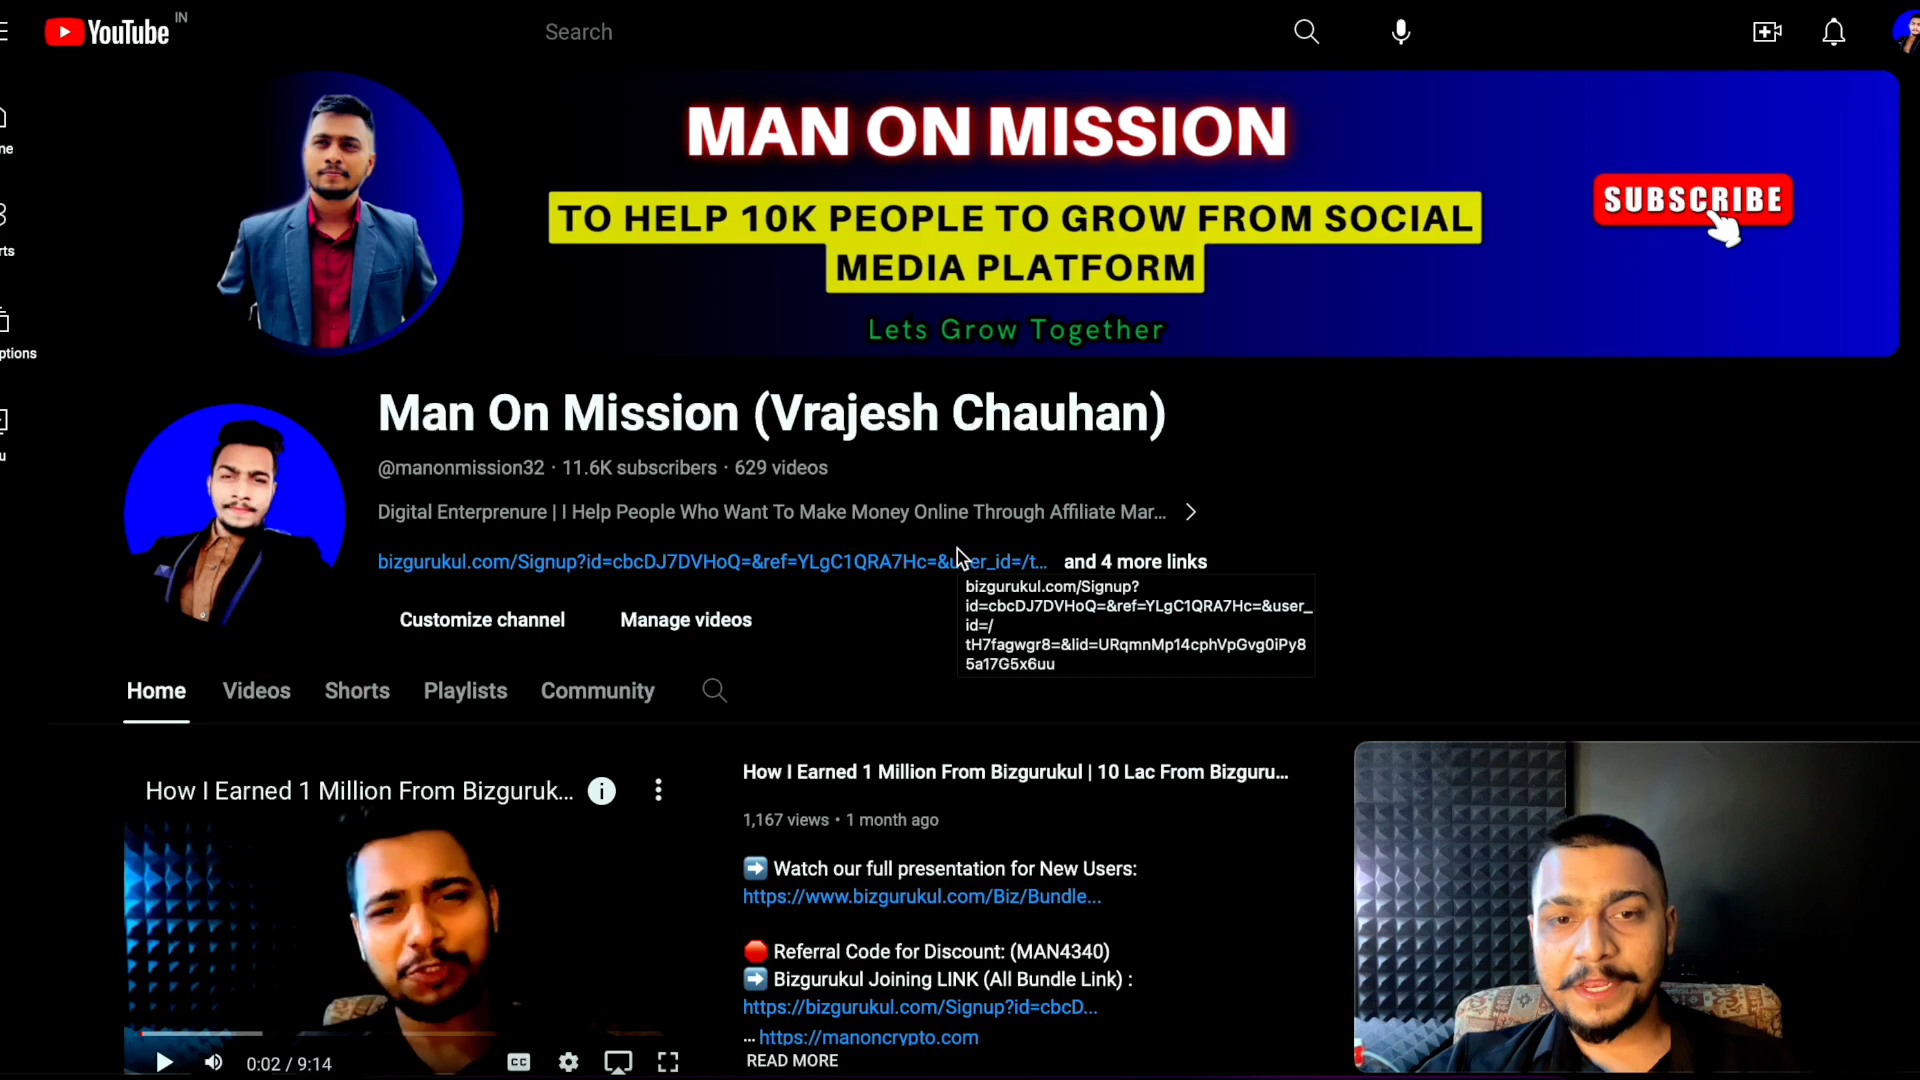 YouTube IN
Search
MAN ON MISSION
TO HELP 10K PEOPLE TO GROW FROM SOCIAL
MEDIA PLATFORM
Lets Grow Together
SUBSCRIBE
ne
rts
ptions
u
Man On Mission (Vrajesh Chauhan)
@manonmission32 · 11.6K subscribers · 629 videos
Digital Enterprenure | I Help People Who Want To Make Money Online Through Affiliate Mar...
bizgurukul.com/Signup?id=cbcDJ7DVHoQ=&ref=YLgC1QRA7Hc=&user_id=/t... and 4 more links
bizgurukul.com/Signup?
id=cbcDJ7DVHoQ=&ref=YLgC1QRA7Hc=&user_
id=/
tH7fagwgr8=&lid=URqmnMp14cphVpGvg0iPy8
5a17G5x6uu
Customize channel Manage videos
Home Videos Shorts Playlists Community
How I Earned 1 Million From Bizguruk...
0:02 / 9:14
CC
How I Earned 1 Million From Bizgurukul | 10 Lac From Bizguru...
1,167 views • 1 month ago
➡️ Watch our full presentation for New Users:
https://www.bizgurukul.com/Biz/Bundle...
🛑 Referral Code for Discount: (MAN4340)
➡️ Bizgurukul Joining LINK (All Bundle Link) :
https://bizgurukul.com/Signup?id=cbcD...
... https://manoncrypto.com
READ MORE